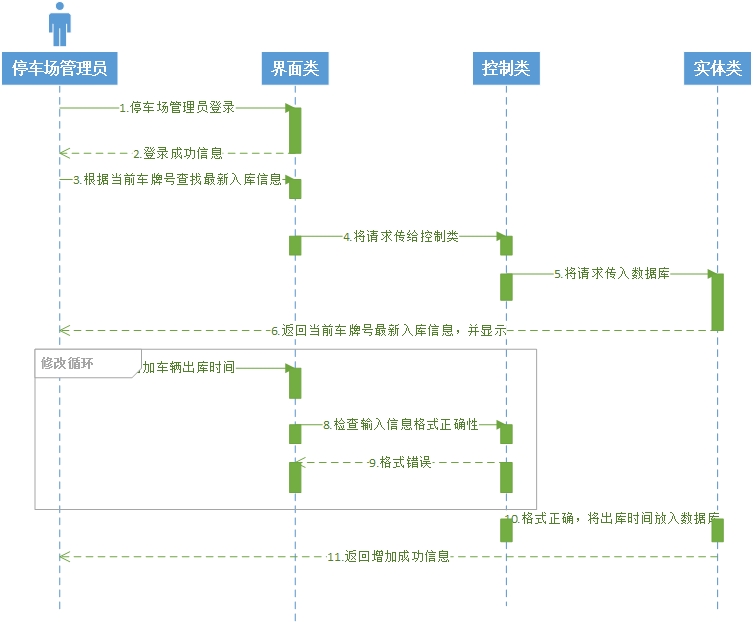 停车场管理员
界面类
控制类
实体类
1.停车场管理员登录
2.登录成功信息
3.根据当前车牌号查找最新入库信息
4.将请求传给控制类
5.将请求传入数据库
6.返回当前车牌号最新入库信息，并显示
修改循环
加车辆出库时间
8.检查输入信息格式正确性
9.格式错误
10.格式正确，将出库时间放入数据库
11.返回增加成功信息